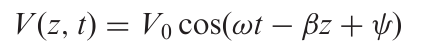 V(z, t) = V₀ cos(ωt − βz + ψ)